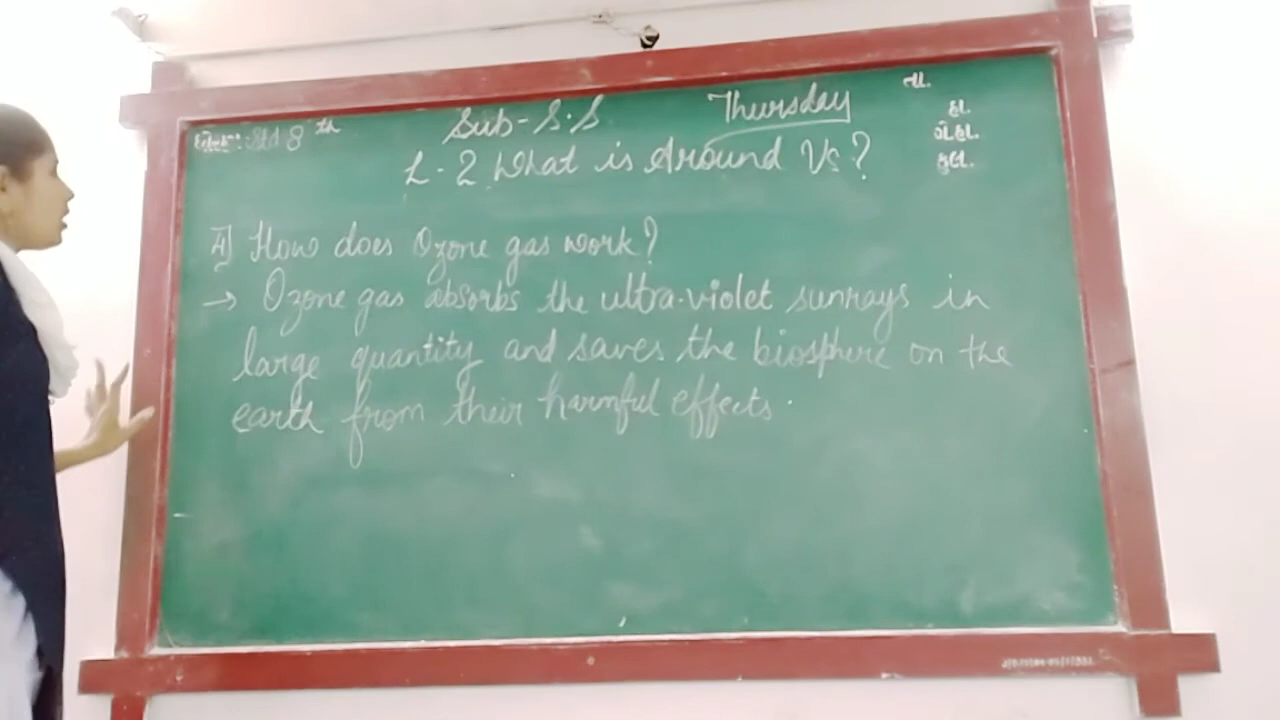 Std 8th Sub- S.S Thursday તા.
હા.
L-2 What is Around Us? ગે.હા.
કુલ.
4] How does Ozone gas work?
→ Ozone gas absorbs the ultra-violet sunrays in
large quantity and saves the biosphere on the
earth from their harmful effects.